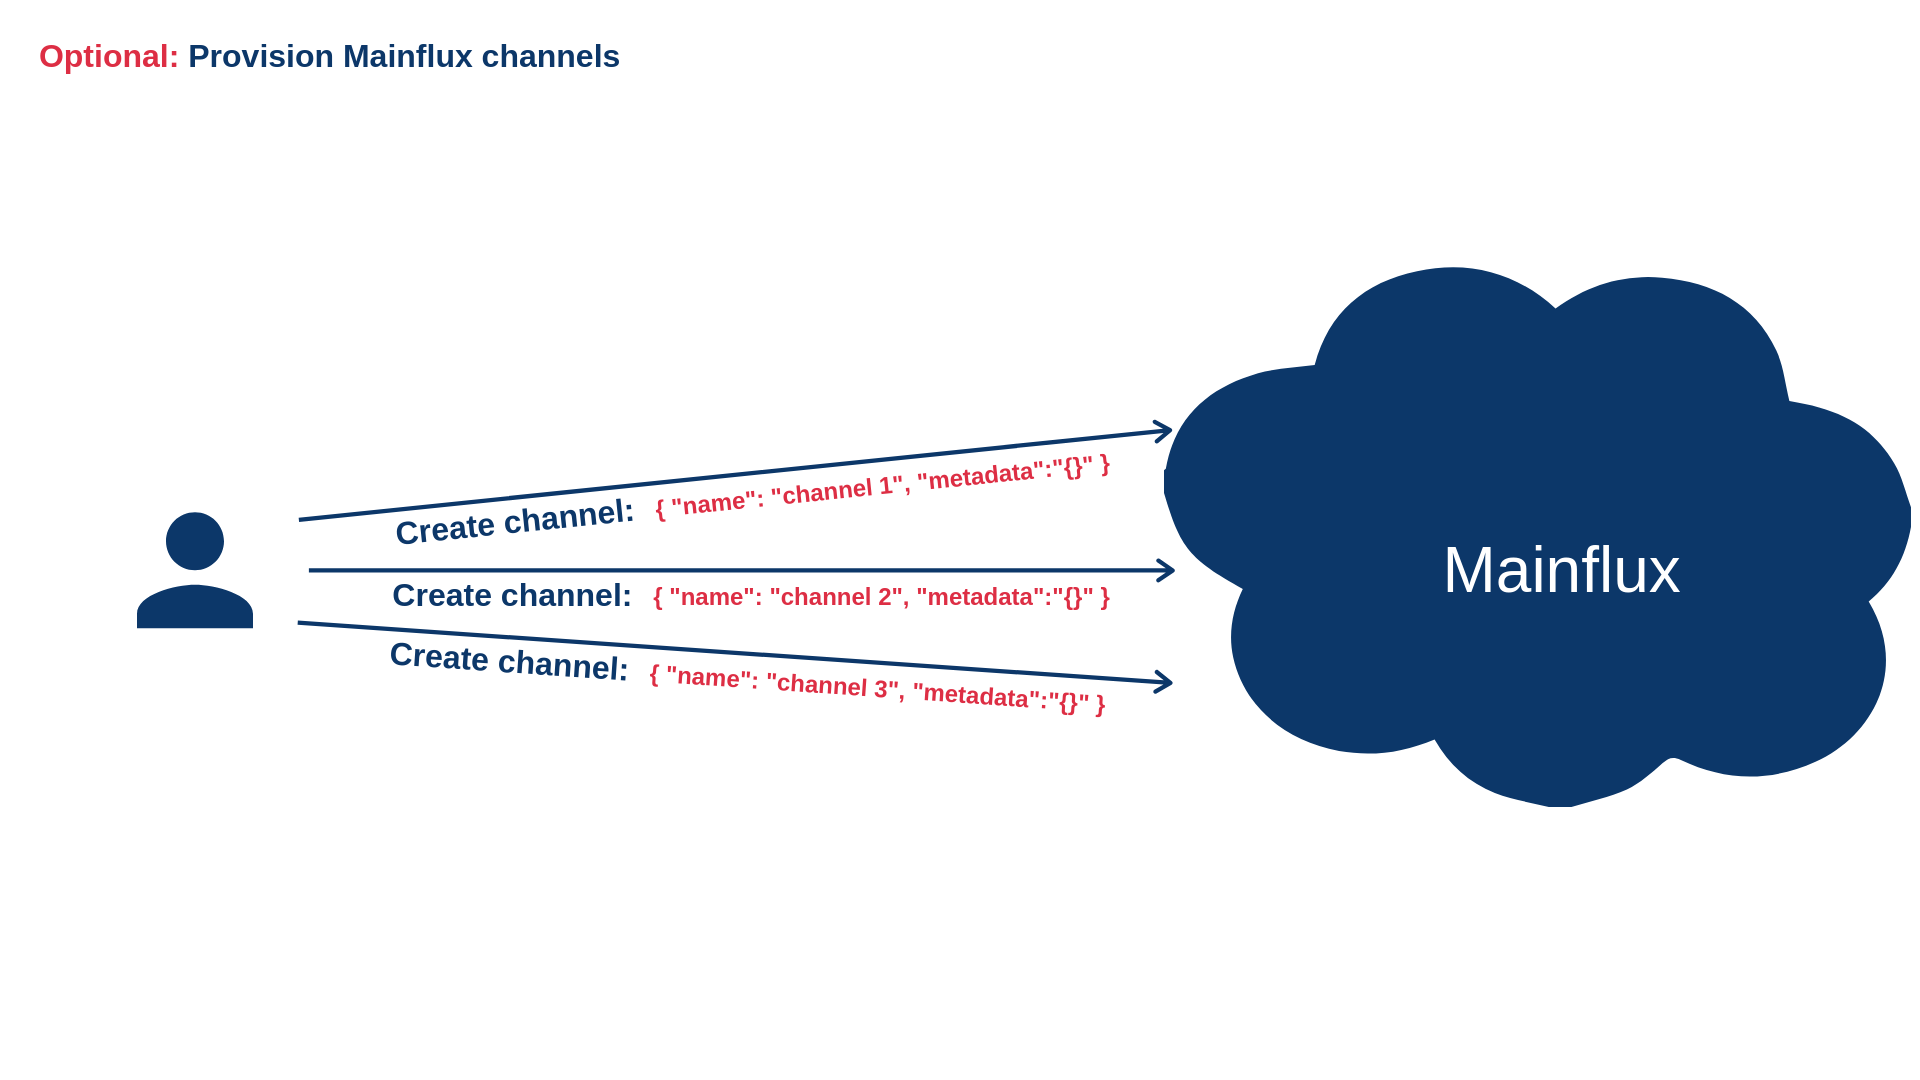 Optional: Provision Mainflux channels
Create channel: { "name": "channel 1", "metadata":"{}" }
Create channel: { "name": "channel 2", "metadata":"{}" }
Create channel: { "name": "channel 3", "metadata":"{}" }
Mainflux